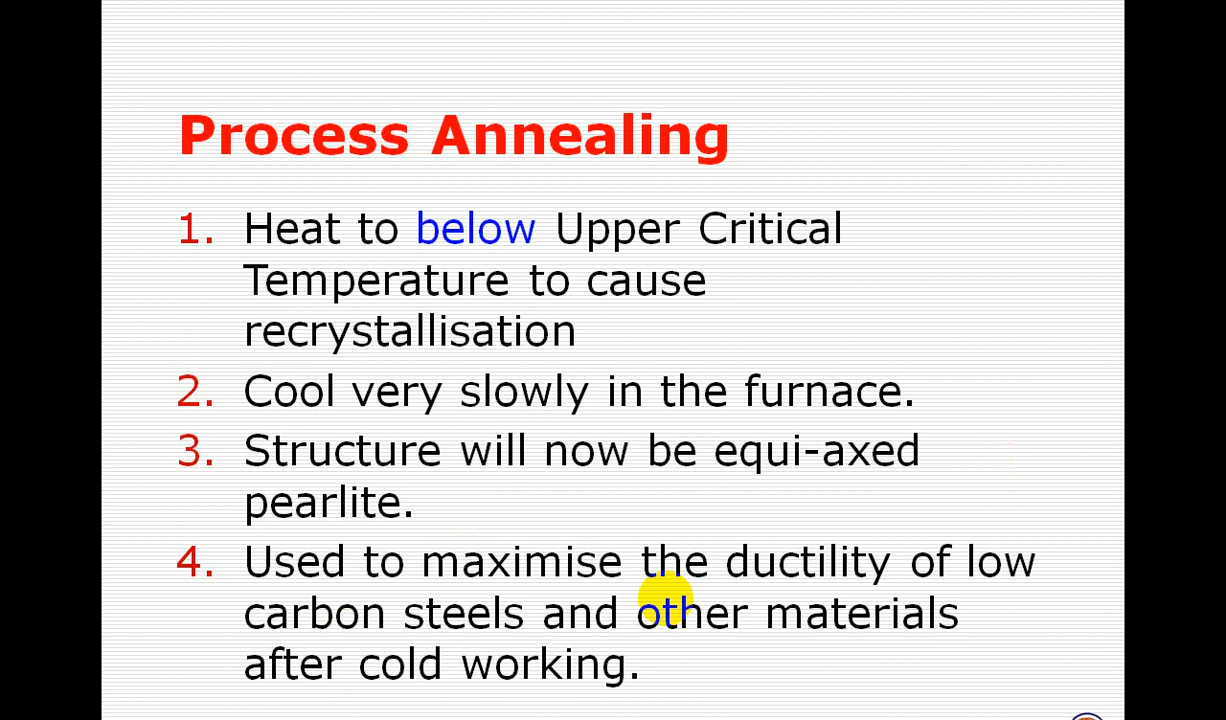 Process Annealing
1. Heat to below Upper Critical
Temperature to cause
recrystallisation
2. Cool very slowly in the furnace.
3. Structure will now be equi-axed
pearlite.
4. Used to maximise the ductility of low
carbon steels and other materials
after cold working.